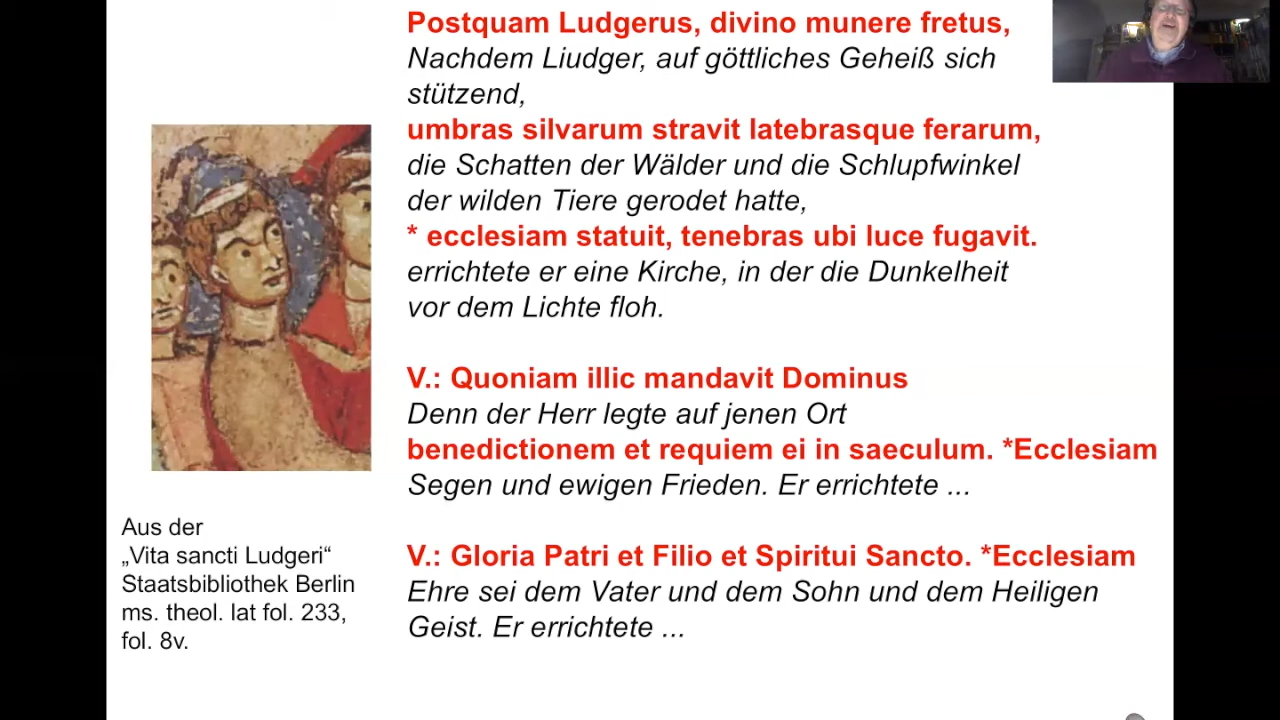 Postquam Ludgerus, divino munere fretus,
Nachdem Liudger, auf göttliches Geheiß sich
stützend,
umbras silvarum stravit latebrasque ferarum,
die Schatten der Wälder und die Schlupfwinkel
der wilden Tiere gerodet hatte,
* ecclesiam statuit, tenebras ubi luce fugavit.
errichtete er eine Kirche, in der die Dunkelheit
vor dem Lichte floh.
V.: Quoniam illic mandavit Dominus
Denn der Herr legte auf jenen Ort
benedictionem et requiem ei in saeculum. *Ecclesiam
Segen und ewigen Frieden. Er errichtete ...
V.: Gloria Patri et Filio et Spiritui Sancto. *Ecclesiam
Ehre sei dem Vater und dem Sohn und dem Heiligen
Geist. Er errichtete ...
Aus der
„Vita sancti Ludgeri“
Staatsbibliothek Berlin
ms. theol. lat fol. 233,
fol. 8v.